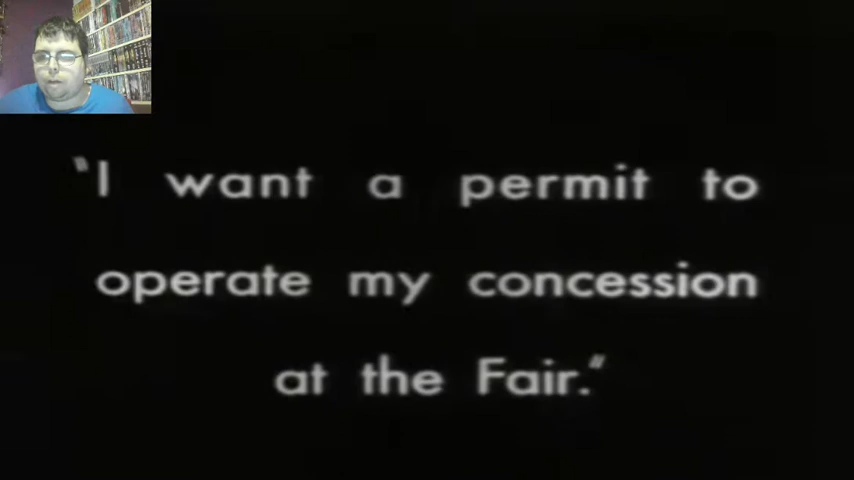 "I want a permit to
operate my concession
at the Fair."